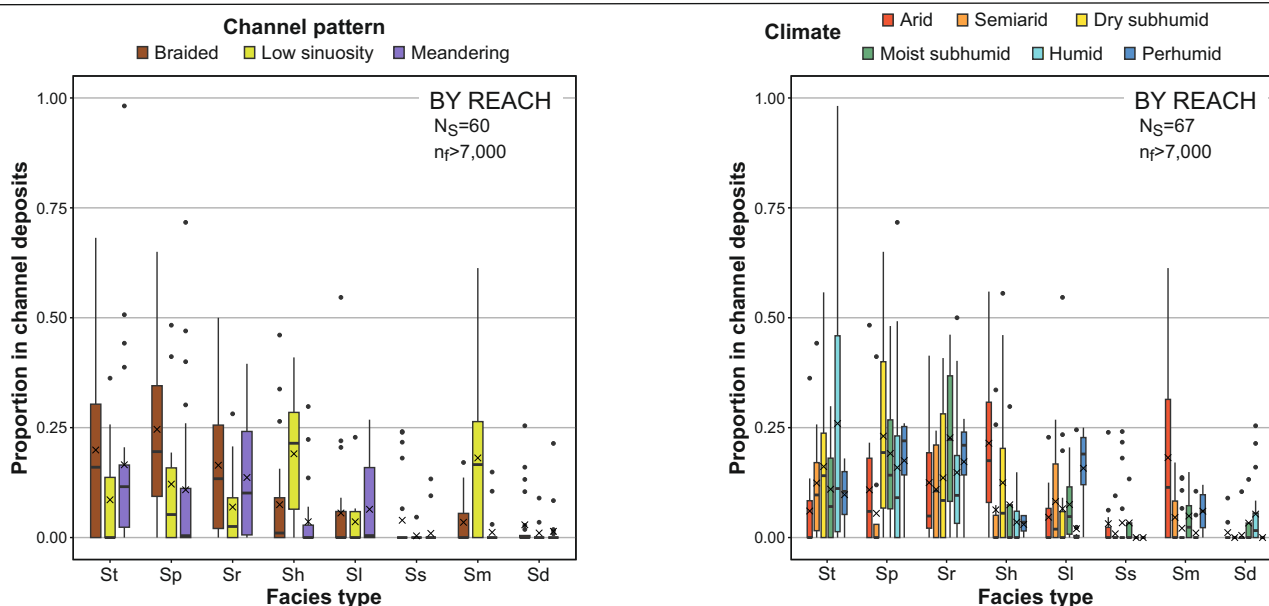 Channel pattern
Braided Low sinuosity Meandering
BY REACH
NS=60
nf>7,000
Proportion in channel deposits
1.00
0.75
0.50
0.25
0.00
St Sp Sr Sh Sl Ss Sm Sd
Facies type
Climate
Arid Semiarid Dry subhumid
Moist subhumid Humid Perhumid
BY REACH
NS=67
nf>7,000
Proportion in channel deposits
1.00
0.75
0.50
0.25
0.00
St Sp Sr Sh Sl Ss Sm Sd
Facies type